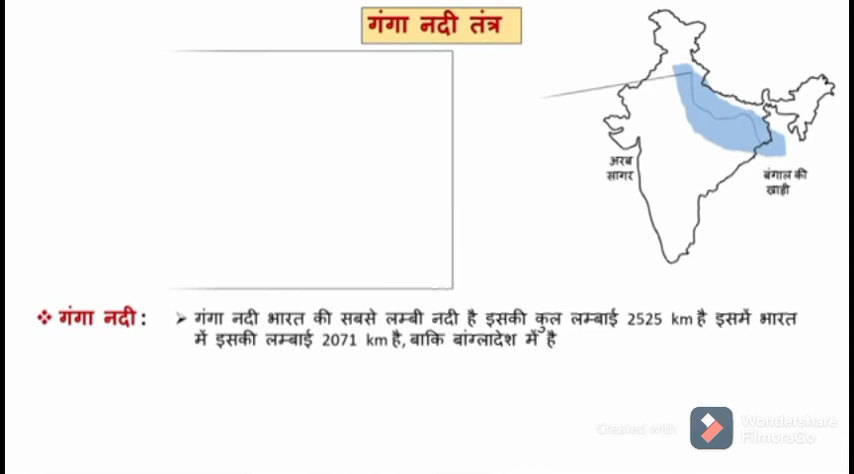 गंगा नदी तंत्र
अरब
सागर
बंगाल की
खाड़ी
❖ गंगा नदी : ➢ गंगा नदी भारत की सबसे लम्बी नदी है इसकी कुल लम्बाई 2525 km है इसमें भारत
में इसकी लम्बाई 2071 km है, बाकि बांग्लादेश में है
Created with Wondershare
FilmoraGo